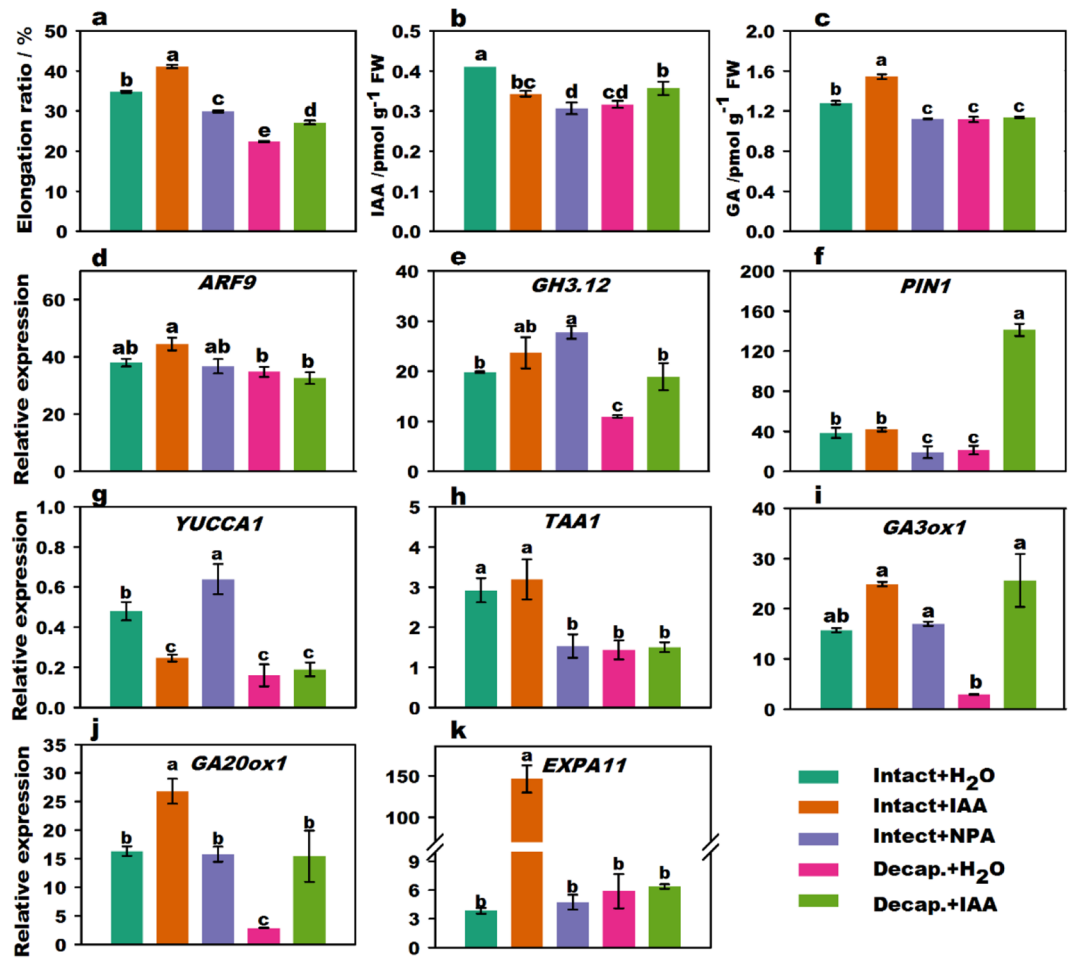 a
Elongation ratio / %
50
40
30
20
10
0
b
a
c
e
d
b
IAA /pmol g-1 FW
0.5
0.4
0.3
0.2
0.1
0.0
a
bc
d
cd
b
c
GA /pmol g-1 FW
2.0
1.6
1.2
0.8
0.4
0.0
b
a
c
c
c
d
ARF9
Relative expression
60
40
20
0
ab
a
ab
b
b
e
GH3.12
40
30
20
10
0
b
ab
a
c
b
f
PIN1
200
160
120
80
40
0
b
b
c
c
a
g
YUCCA1
Relative expression
1.0
0.8
0.6
0.4
0.2
0.0
b
c
a
c
c
h
TAA1
5
4
3
2
1
0
a
a
b
b
b
i
GA3ox1
40
30
20
10
0
ab
a
a
b
a
j
GA20ox1
Relative expression
35
30
25
20
15
10
5
0
b
a
b
c
b
k
EXPA11
150
100
9
6
3
0
b
a
b
b
b
Intact+H2O
Intact+IAA
Intect+NPA
Decap.+H2O
Decap.+IAA